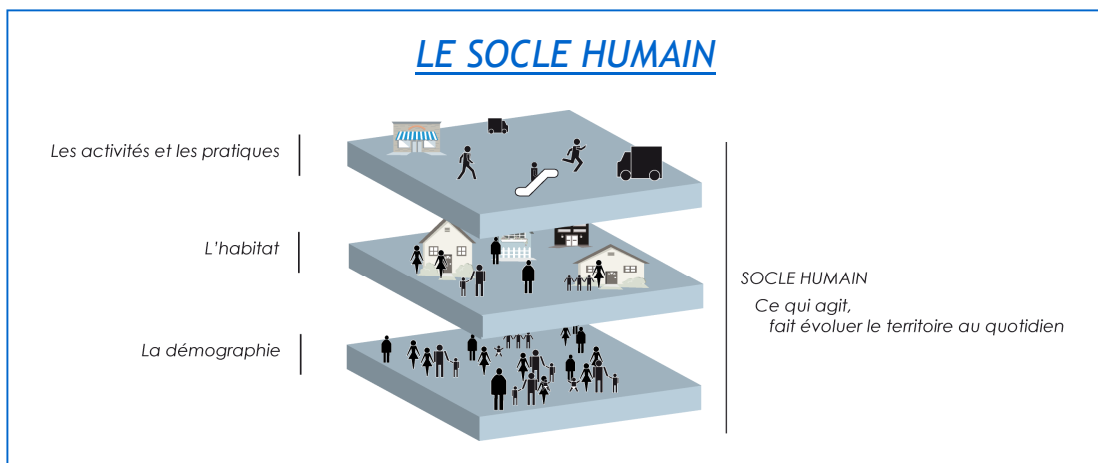 LE SOCLE HUMAIN
Les activités et les pratiques
L'habitat
La démographie
SOCLE HUMAIN
Ce qui agit,
fait évoluer le territoire au quotidien